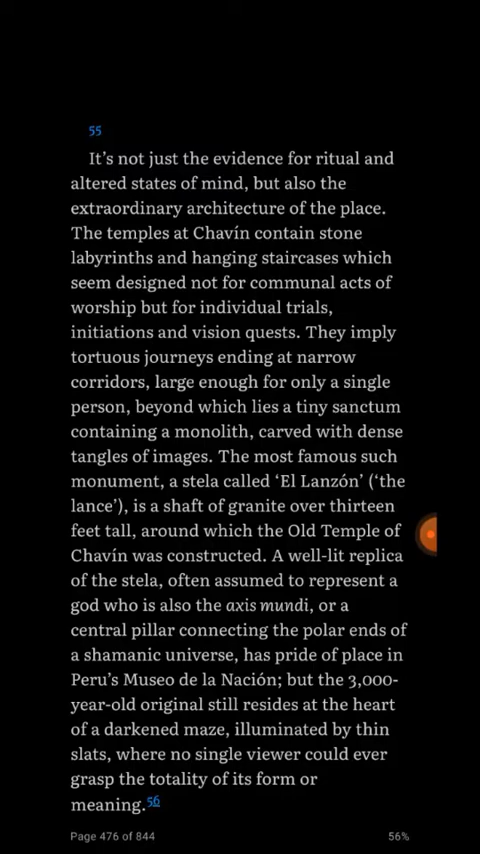 55
It’s not just the evidence for ritual and
altered states of mind, but also the
extraordinary architecture of the place.
The temples at Chavín contain stone
labyrinths and hanging staircases which
seem designed not for communal acts of
worship but for individual trials,
initiations and vision quests. They imply
tortuous journeys ending at narrow
corridors, large enough for only a single
person, beyond which lies a tiny sanctum
containing a monolith, carved with dense
tangles of images. The most famous such
monument, a stela called ‘El Lanzón’ (‘the
lance’), is a shaft of granite over thirteen
feet tall, around which the Old Temple of
Chavín was constructed. A well-lit replica
of the stela, often assumed to represent a
god who is also the axis mundi, or a
central pillar connecting the polar ends of
a shamanic universe, has pride of place in
Peru’s Museo de la Nación; but the 3,000-
year-old original still resides at the heart
of a darkened maze, illuminated by thin
slats, where no single viewer could ever
grasp the totality of its form or
meaning.56
Page 476 of 844 56%